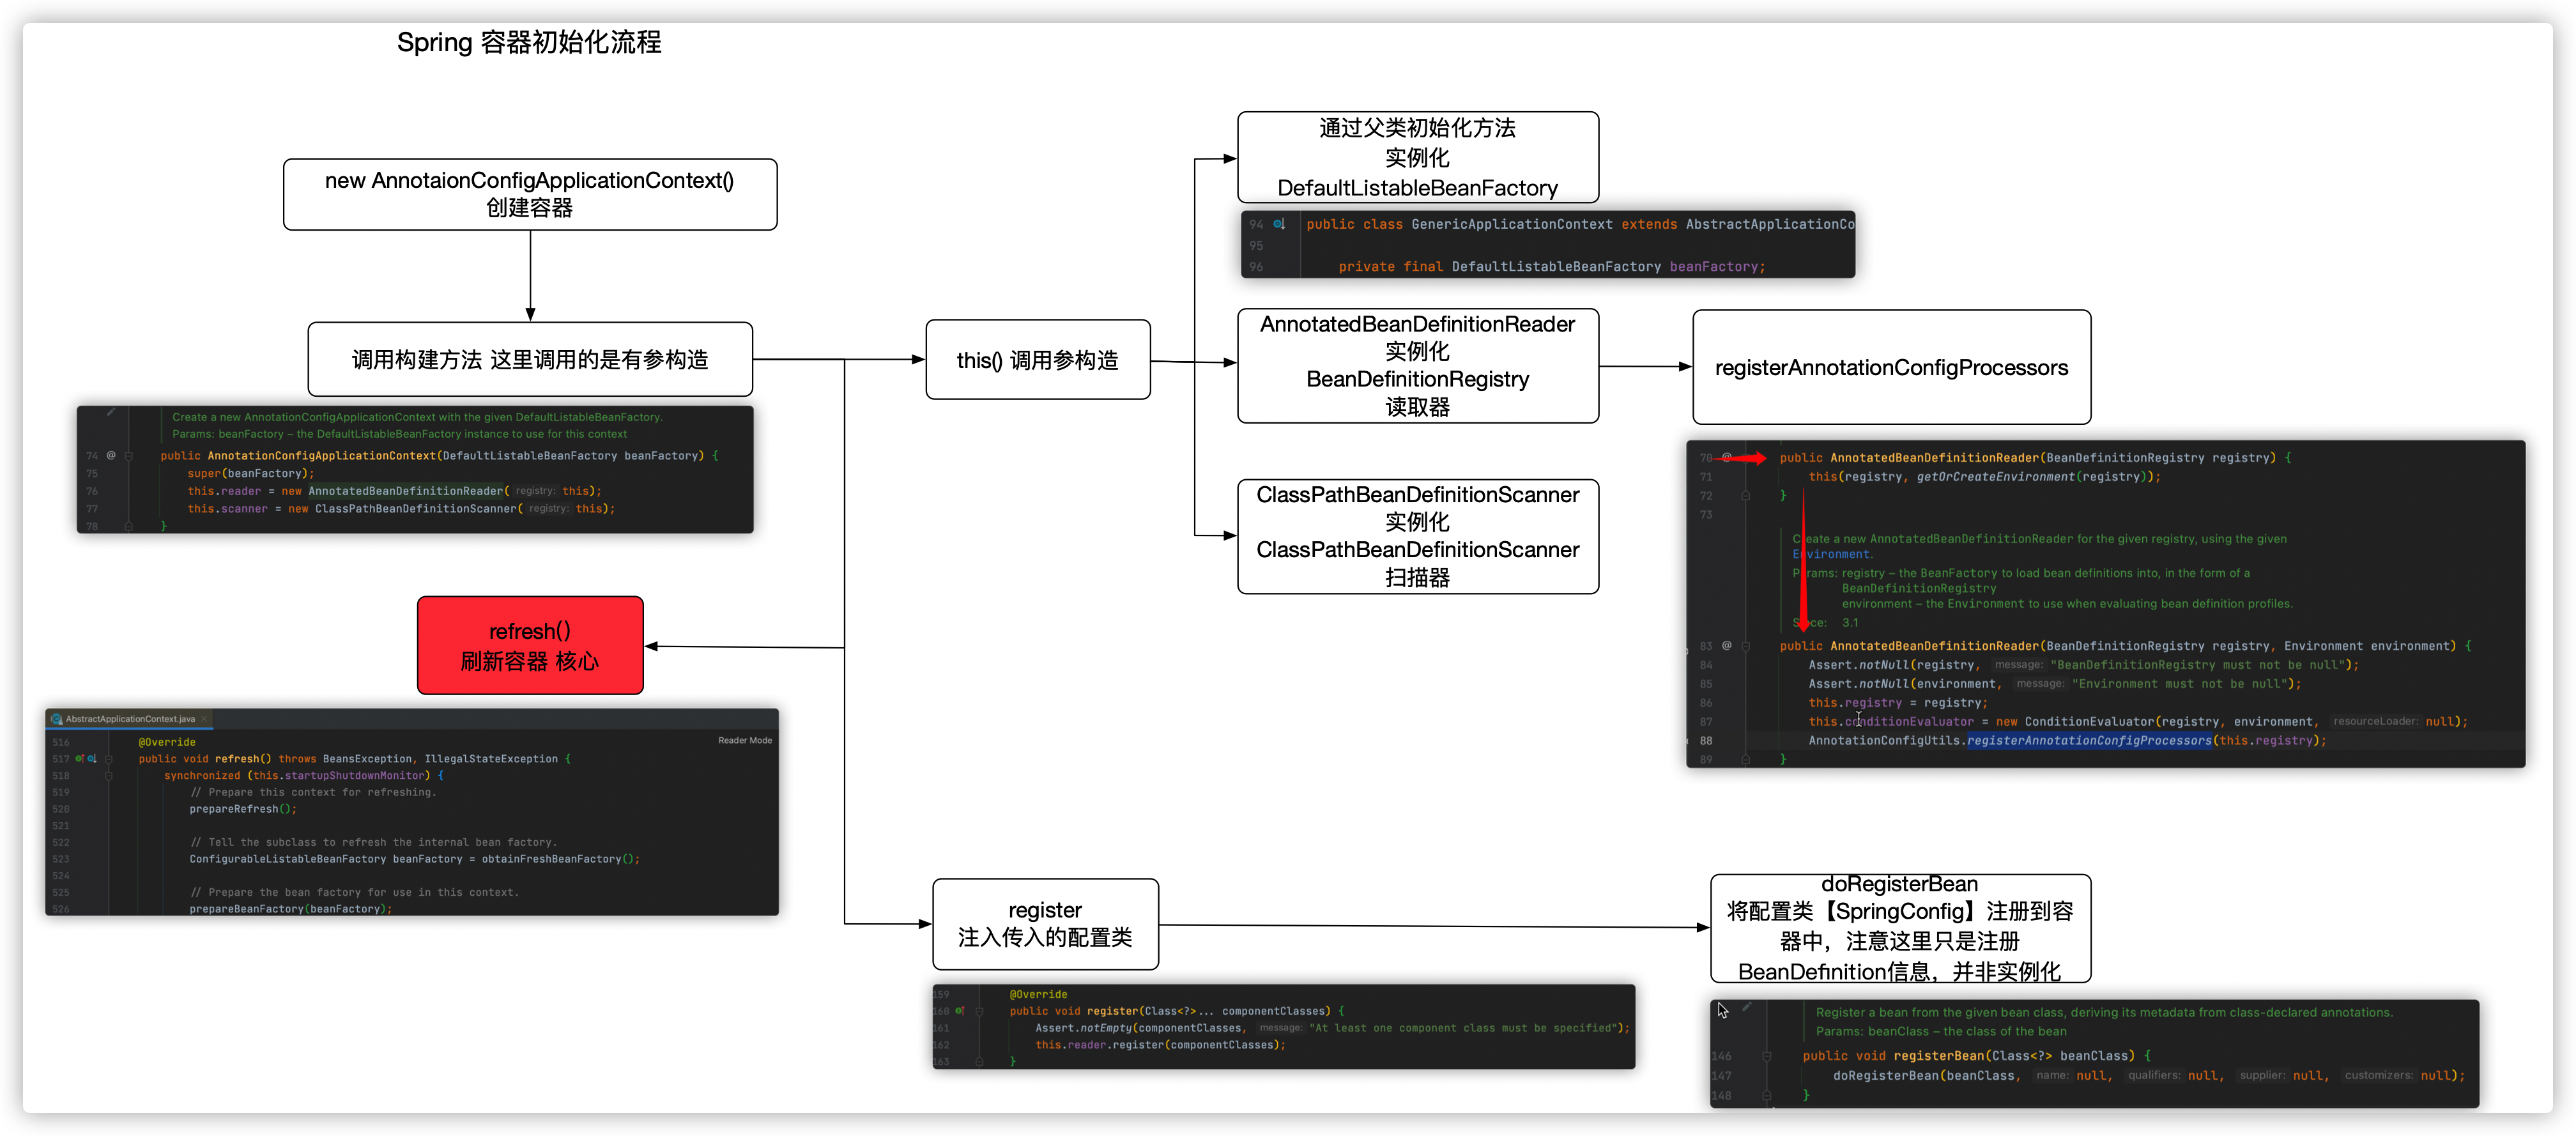 Spring 容器初始化流程
new AnnotaionConfigApplicationContext()
创建容器
调用构建方法 这里调用的是有参构造
74 @ public AnnotationConfigApplicationContext(DefaultListableBeanFactory beanFactory) {
Create a new AnnotationConfigApplicationContext with the given DefaultListableBeanFactory.
Params: beanFactory – the DefaultListableBeanFactory instance to use for this context
75 super(beanFactory);
76 this.reader = new AnnotatedBeanDefinitionReader( registry: this);
77 this.scanner = new ClassPathBeanDefinitionScanner( registry: this);
78 }
this() 调用参构造
通过父类初始化方法
实例化
DefaultListableBeanFactory
94 public class GenericApplicationContext extends AbstractApplicationCo
95
96 private final DefaultListableBeanFactory beanFactory;
AnnotatedBeanDefinitionReader
实例化
BeanDefinitionRegistry
读取器
registerAnnotationConfigProcessors
ClassPathBeanDefinitionScanner
实例化
ClassPathBeanDefinitionScanner
扫描器
70 @ public AnnotatedBeanDefinitionReader(BeanDefinitionRegistry registry) {
71 this(registry, getOrCreateEnvironment(registry));
72 }
73
Create a new AnnotatedBeanDefinitionReader for the given registry, using the given
Environment.
Params: registry – the BeanFactory to load bean definitions into, in the form of a
BeanDefinitionRegistry
environment – the Environment to use when evaluating bean definition profiles.
Since: 3.1
83 @ public AnnotatedBeanDefinitionReader(BeanDefinitionRegistry registry, Environment environment) {
84 Assert.notNull(registry, message: "BeanDefinitionRegistry must not be null");
85 Assert.notNull(environment, message: "Environment must not be null");
86 this.registry = registry;
87 this.conditionEvaluator = new ConditionEvaluator(registry, environment, resourceLoader: null);
88 AnnotationConfigUtils.registerAnnotationConfigProcessors(this.registry);
89 }
refresh()
刷新容器 核心
AbstractApplicationContext.java
Reader Mode
516 @Override
517 public void refresh() throws BeansException, IllegalStateException {
518 synchronized (this.startupShutdownMonitor) {
519 // Prepare this context for refreshing.
520 prepareRefresh();
521
522 // Tell the subclass to refresh the internal bean factory.
523 ConfigurableListableBeanFactory beanFactory = obtainFreshBeanFactory();
524
525 // Prepare the bean factory for use in this context.
526 prepareBeanFactory(beanFactory);
register
注入传入的配置类
159 @Override
160 public void register(Class<?>... componentClasses) {
161 Assert.notEmpty(componentClasses, message: "At least one component class must be specified");
162 this.reader.register(componentClasses);
163 }
doRegisterBean
将配置类【SpringConfig】注册到容
器中，注意这里只是注册
BeanDefinition信息，并非实例化
Register a bean from the given bean class, deriving its metadata from class-declared annotations.
Params: beanClass – the class of the bean
146 public void registerBean(Class<?> beanClass) {
147 doRegisterBean(beanClass, name: null, qualifiers: null, supplier: null, customizers: null);
148 }